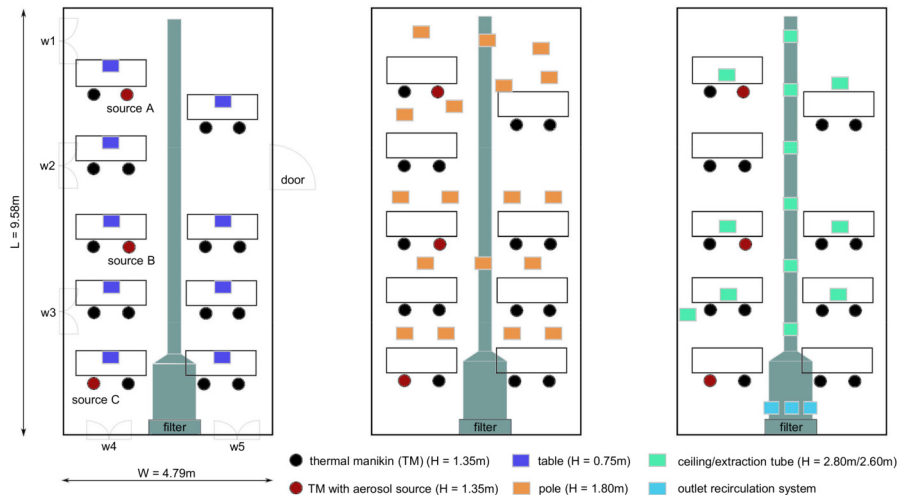 w1
source A
w2
door
L = 9.58m
source B
w3
source C
filter
filter
filter
w4
w5
W = 4.79m
thermal manikin (TM) (H = 1.35m)
table (H = 0.75m)
ceiling/extraction tube (H = 2.80m/2.60m)
TM with aerosol source (H = 1.35m)
pole (H = 1.80m)
outlet recirculation system